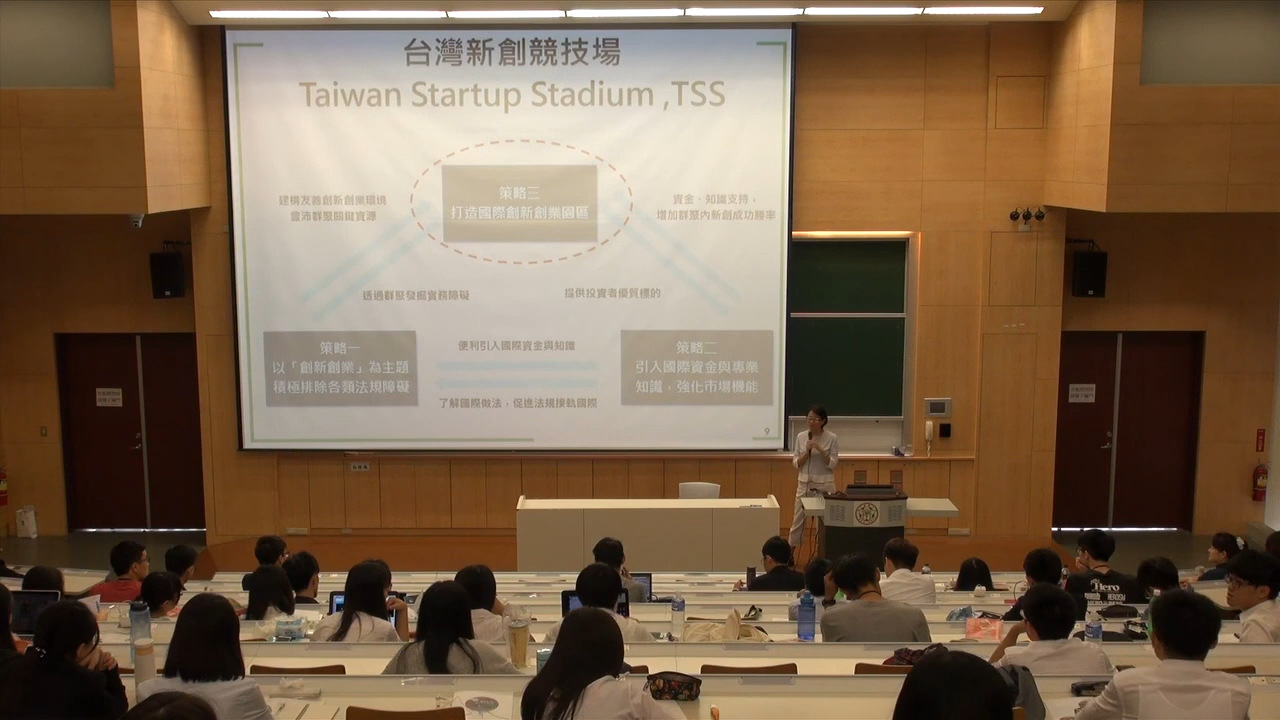 台灣新創競技場
Taiwan Startup Stadium ,TSS
建構友善創新創業環境
豐沛群聚關鍵資源
策略三
打造國際創新創業園區
資金、知識支持，
增加群聚內新創成功勝率
透過群聚發掘實務障礙
提供投資者優質標的
策略一
以「創新創業」為主題
積極排除各類法規障礙
便利引入國際資金與知識
了解國際做法，促進法規接軌國際
策略二
引入國際資金與專業
知識，強化市場機能
9
Hero